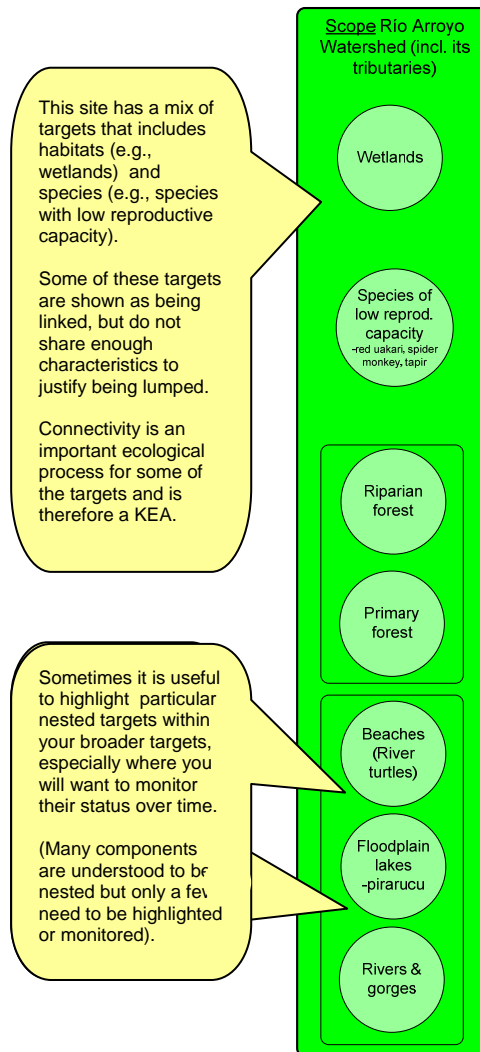 Scope Río Arroyo
Watershed (incl. its
tributaries)
This site has a mix of
targets that includes
habitats (e.g.,
wetlands)  and
species (e.g., species
with low reproductive
capacity).
Some of these targets
are shown as being
linked, but do not
share enough
characteristics to
justify being lumped.
Connectivity is an
important ecological
process for some of
the targets and is
therefore a KEA.
Wetlands
Species of
low reprod.
capacity
-red uakari, spider
monkey, tapir
Riparian
forest
Primary
forest
Sometimes it is useful
to highlight  particular
nested targets within
your broader targets,
especially where you
will want to monitor
their status over time.
(Many components
are understood to be
nested but only a few
need to be highlighted
or monitored).
Beaches
(River
turtles)
Floodplain
lakes
-pirarucu
Rivers &
gorges